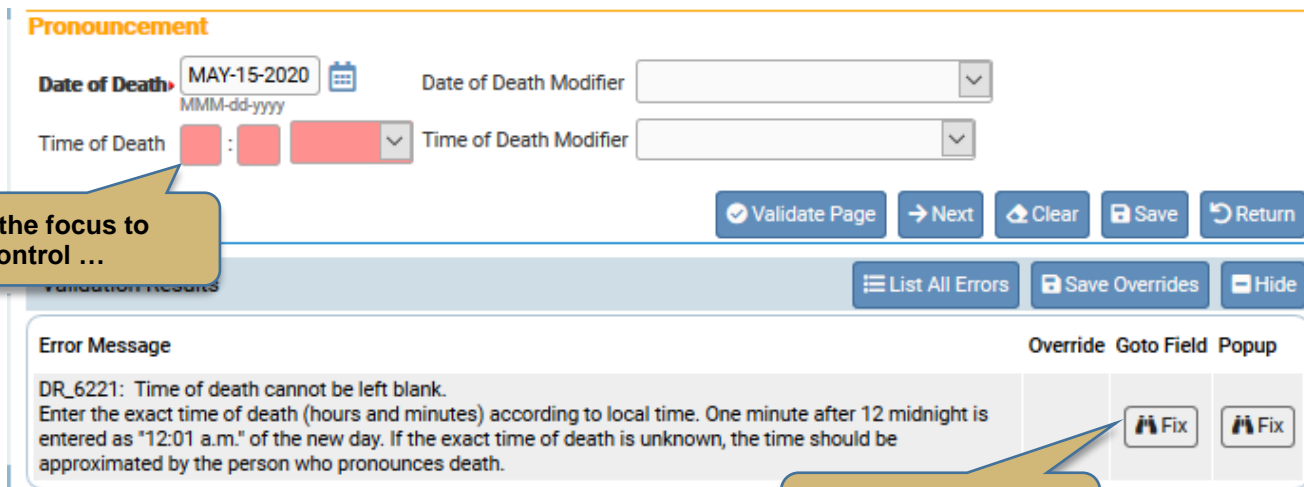 Pronouncement
Date of Death MAY-15-2020 Date of Death Modifier
MMM-dd-yyyy
Time of Death : Time of Death Modifier
the focus to
ontrol …
Validate Page Next Clear Save Return
Validation Results List All Errors Save Overrides Hide
Error Message Override Goto Field Popup
DR_6221: Time of death cannot be left blank.
Enter the exact time of death (hours and minutes) according to local time. One minute after 12 midnight is
entered as "12:01 a.m." of the new day. If the exact time of death is unknown, the time should be
approximated by the person who pronounces death.
Fix Fix